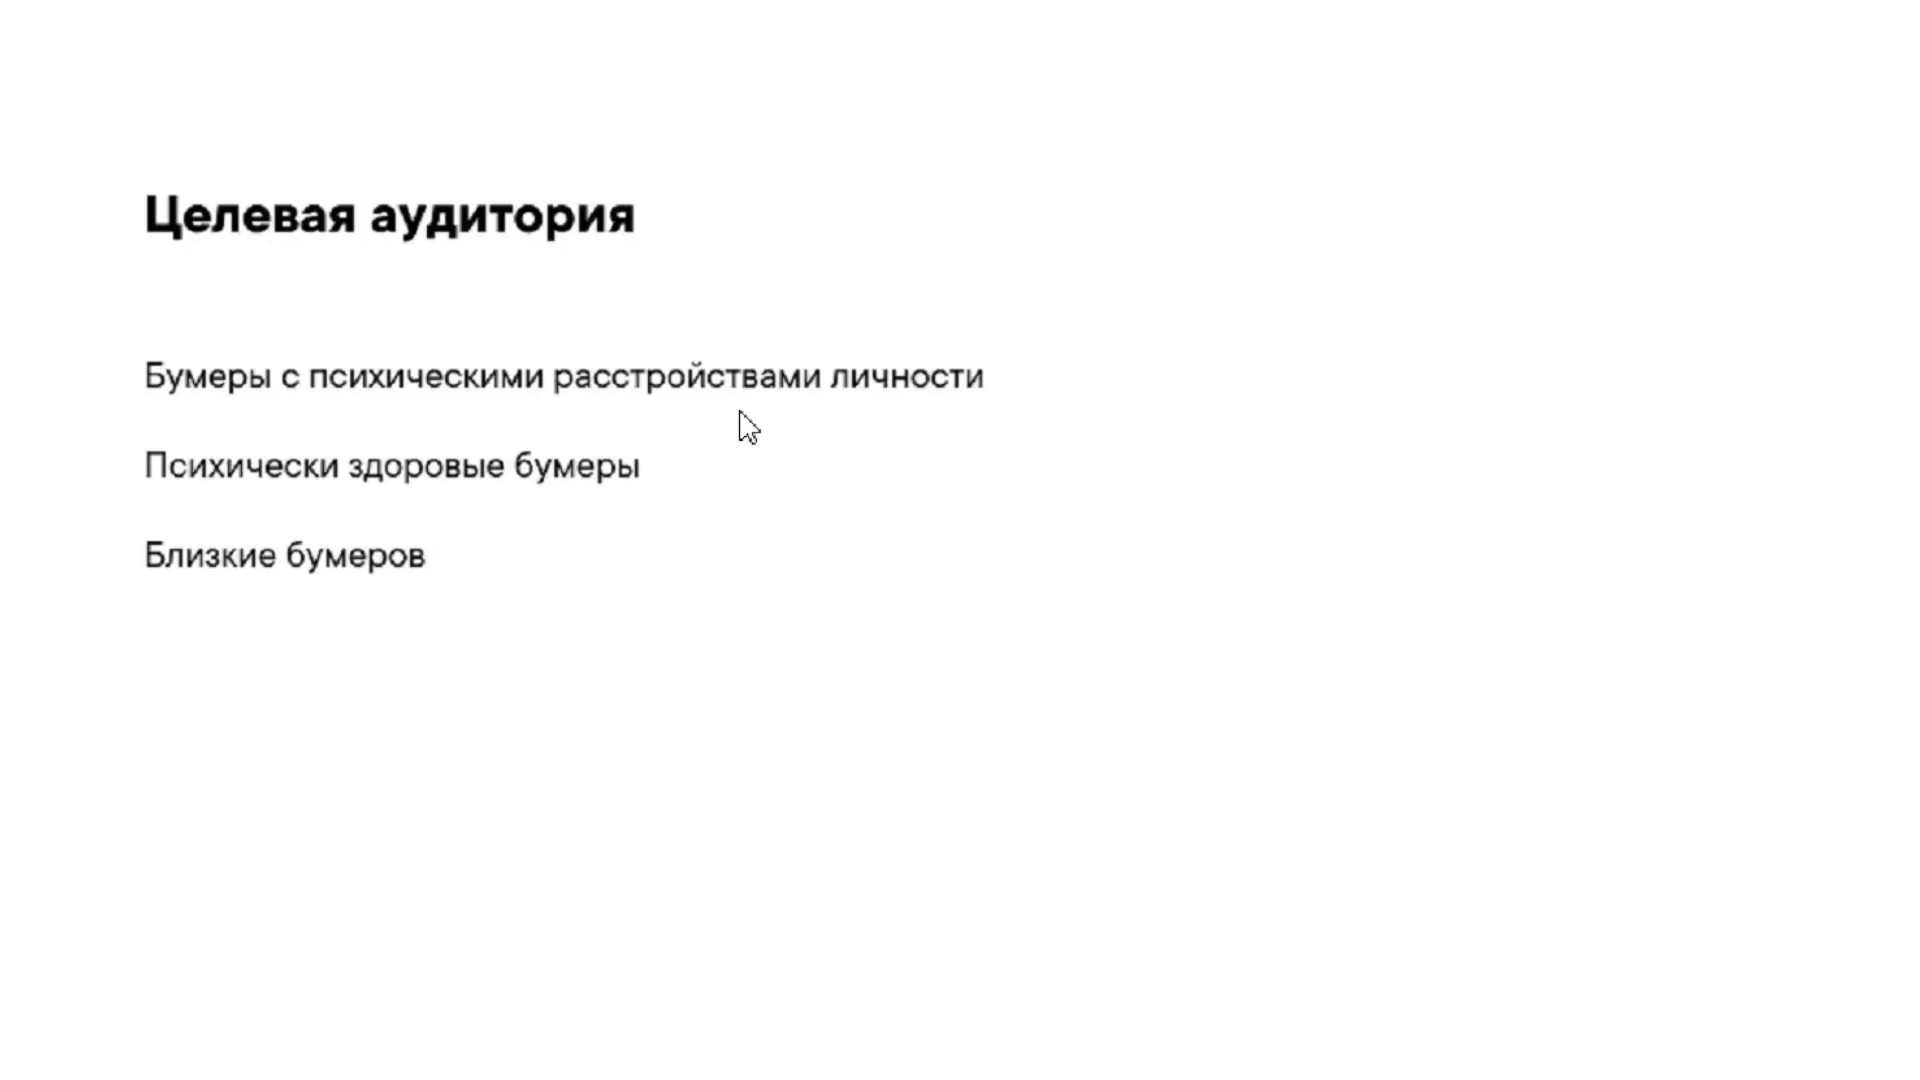 Целевая аудитория
Бумеры с психическими расстройствами личности
Психически здоровые бумеры
Близкие бумеров